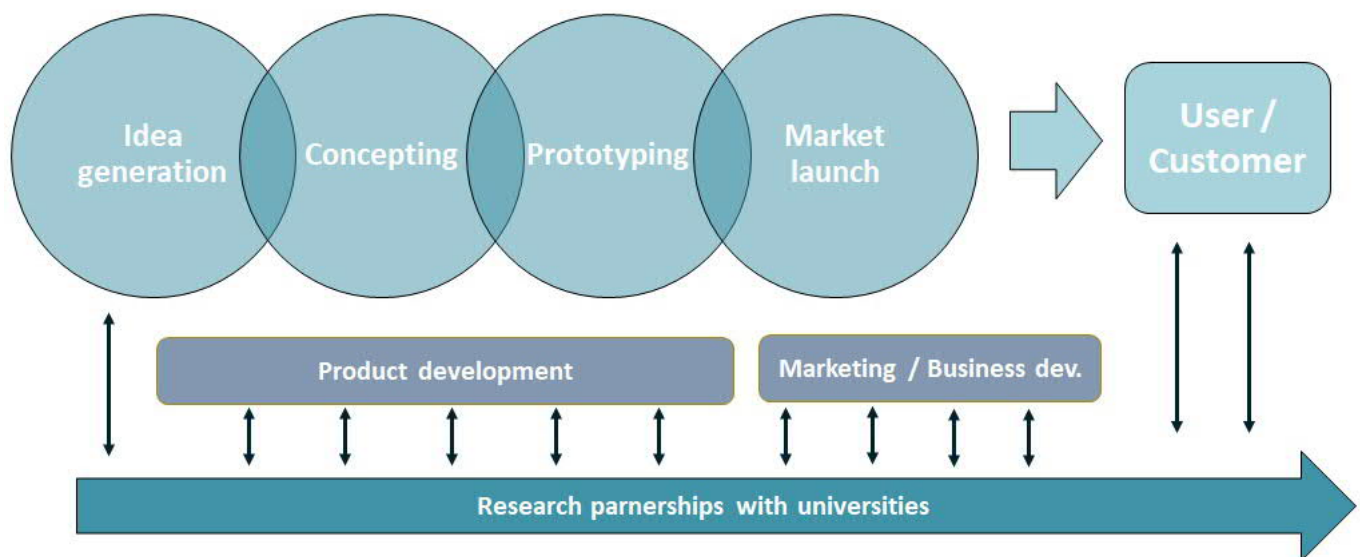 Idea
generation
Concepting
Prototyping
Market
launch
User /
Customer
Product development
Marketing / Business dev.
Research parnerships with universities